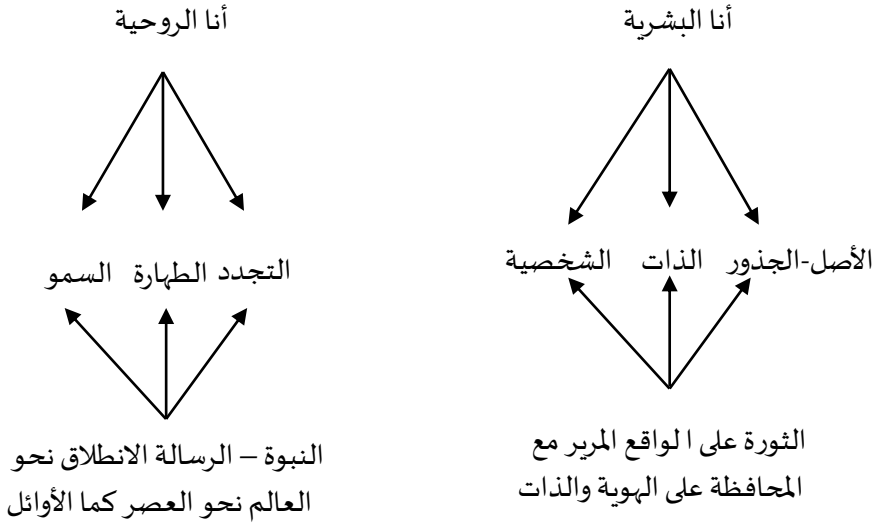 أنا البشرية
أنا الروحية
الأصل-الجذور الذات الشخصية
التجدد الطهارة السمو
الثورة على ا لواقع المرير مع
المحافظة على الهوية والذات
النبوة – الرسالة الانطلاق نحو
العالم نحو العصر كما الأوائل